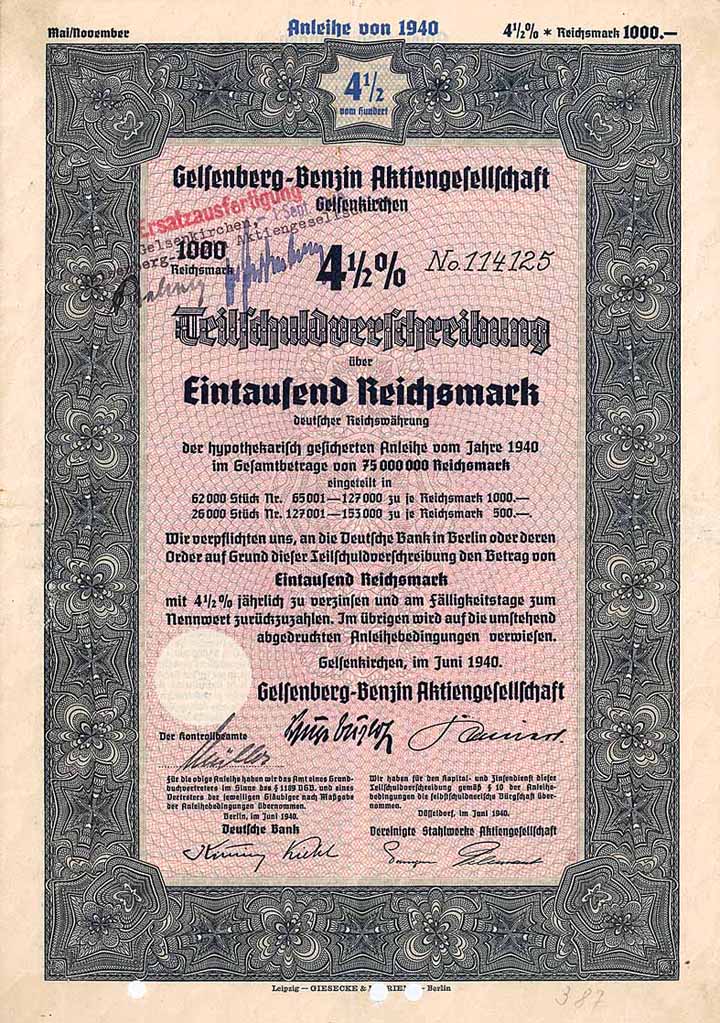 Mai/November
Anleihe von 1940
4½% * Reichsmark 1000.—
4½
vom Hundert
Gelsenberg-Benzin Aktiengesellschaft
Gelsenkirchen
Ersatzausfertigung
Gelsenkirchen, 1 Sept
Aktiengesellsch
1000
Reichsmark
4½%
No. 114125
Teilschuldverschreibung
über
Eintausend Reichsmark
deutscher Reichswährung
der hypothekarisch gesicherten Anleihe vom Jahre 1940
im Gesamtbetrage von 75 000 000 Reichsmark
eingeteilt in
62 000 Stück Nr. 65 001—127 000 zu je Reichsmark 1000.—
26 000 Stück Nr. 127 001—153 000 zu je Reichsmark 500.—
Wir verpflichten uns, an die Deutsche Bank in Berlin oder deren
Order auf Grund dieser Teilschuldverschreibung den Betrag von
Eintausend Reichsmark
mit 4½% jährlich zu verzinsen und am Fälligkeitstage zum
Nennwert zurückzuzahlen. Im übrigen wird auf die umstehend
abgedruckten Anleihebedingungen verwiesen.
Gelsenkirchen, im Juni 1940.
Gelsenberg-Benzin Aktiengesellschaft
Der Kontrollbeamte
Müller
Für die obige Anleihe haben wir das Amt eines Grund-
buchvertreters im Sinne des § 1189 BGB. und eines
Vertreters der jeweiligen Gläubiger nach Maßgabe
der Anleihebedingungen übernommen.
Berlin, im Juni 1940.
Deutsche Bank
Wir haben für den Kapital- und Zinsendienst dieser
Teilschuldverschreibung gemäß § 10 der Anleihe-
bedingungen die selbstschuldnerische Bürgschaft über-
nommen.
Düsseldorf, im Juni 1940.
Vereinigte Stahlwerke Aktiengesellschaft
Leipzig — GIESECKE & DEVRIENT — Berlin
387